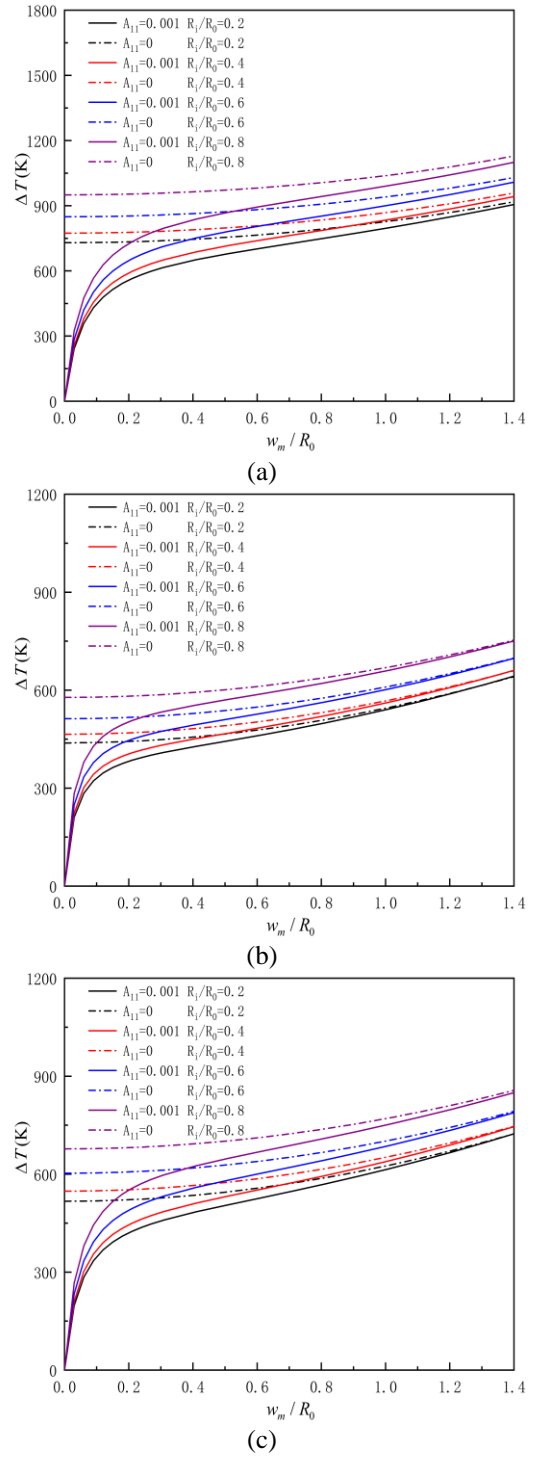 1800
1500
1200
900
600
300
0
ΔT(K)
A₁₁=0.001 Rᵢ/R₀=0.2
A₁₁=0 Rᵢ/R₀=0.2
A₁₁=0.001 Rᵢ/R₀=0.4
A₁₁=0 Rᵢ/R₀=0.4
A₁₁=0.001 Rᵢ/R₀=0.6
A₁₁=0 Rᵢ/R₀=0.6
A₁₁=0.001 Rᵢ/R₀=0.8
A₁₁=0 Rᵢ/R₀=0.8
0.0 0.2 0.4 0.6 0.8 1.0 1.2 1.4
wₘ / R₀
(a)
1200
900
600
300
0
ΔT(K)
A₁₁=0.001 Rᵢ/R₀=0.2
A₁₁=0 Rᵢ/R₀=0.2
A₁₁=0.001 Rᵢ/R₀=0.4
A₁₁=0 Rᵢ/R₀=0.4
A₁₁=0.001 Rᵢ/R₀=0.6
A₁₁=0 Rᵢ/R₀=0.6
A₁₁=0.001 Rᵢ/R₀=0.8
A₁₁=0 Rᵢ/R₀=0.8
0.0 0.2 0.4 0.6 0.8 1.0 1.2 1.4
wₘ / R₀
(b)
1200
900
600
300
0
ΔT(K)
A₁₁=0.001 Rᵢ/R₀=0.2
A₁₁=0 Rᵢ/R₀=0.2
A₁₁=0.001 Rᵢ/R₀=0.4
A₁₁=0 Rᵢ/R₀=0.4
A₁₁=0.001 Rᵢ/R₀=0.6
A₁₁=0 Rᵢ/R₀=0.6
A₁₁=0.001 Rᵢ/R₀=0.8
A₁₁=0 Rᵢ/R₀=0.8
0.0 0.2 0.4 0.6 0.8 1.0 1.2 1.4
wₘ / R₀
(c)